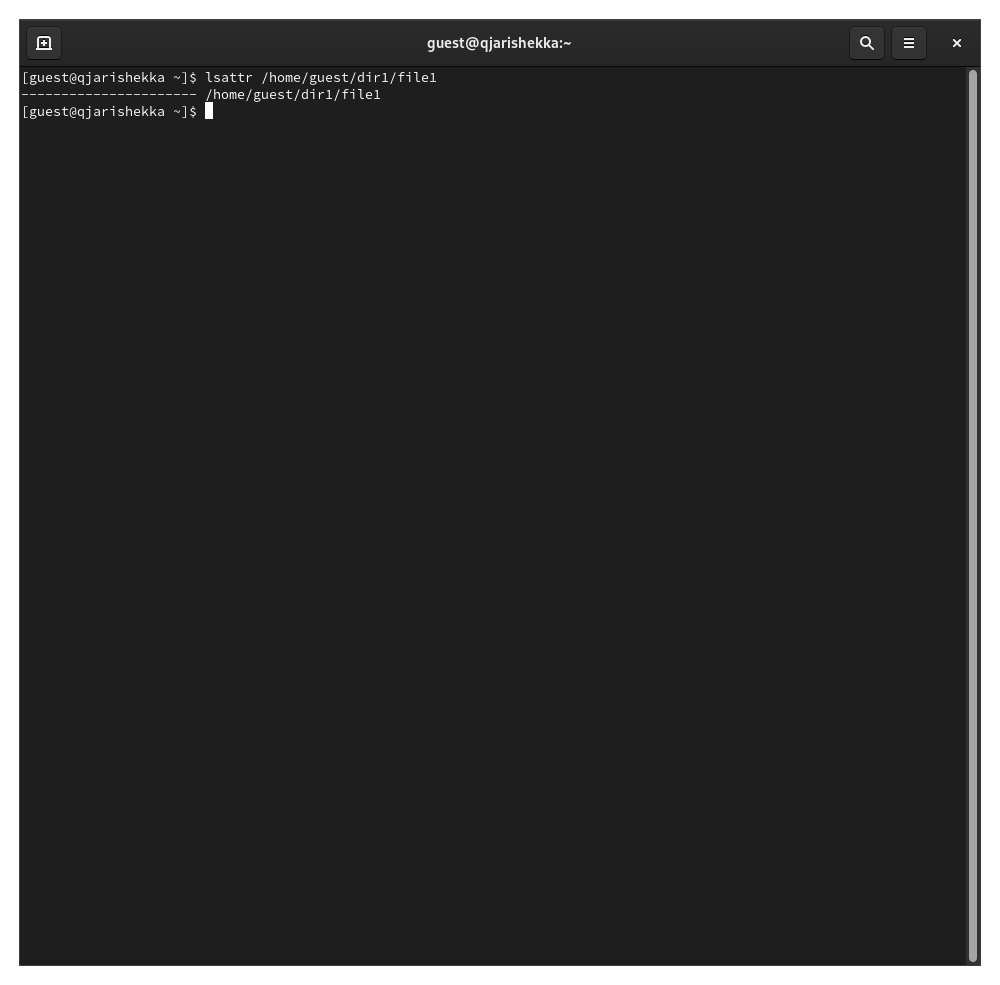 guest@qjarishekka:~
[guest@qjarishekka ~]$ lsattr /home/guest/dir1/file1
---------------------- /home/guest/dir1/file1
[guest@qjarishekka ~]$